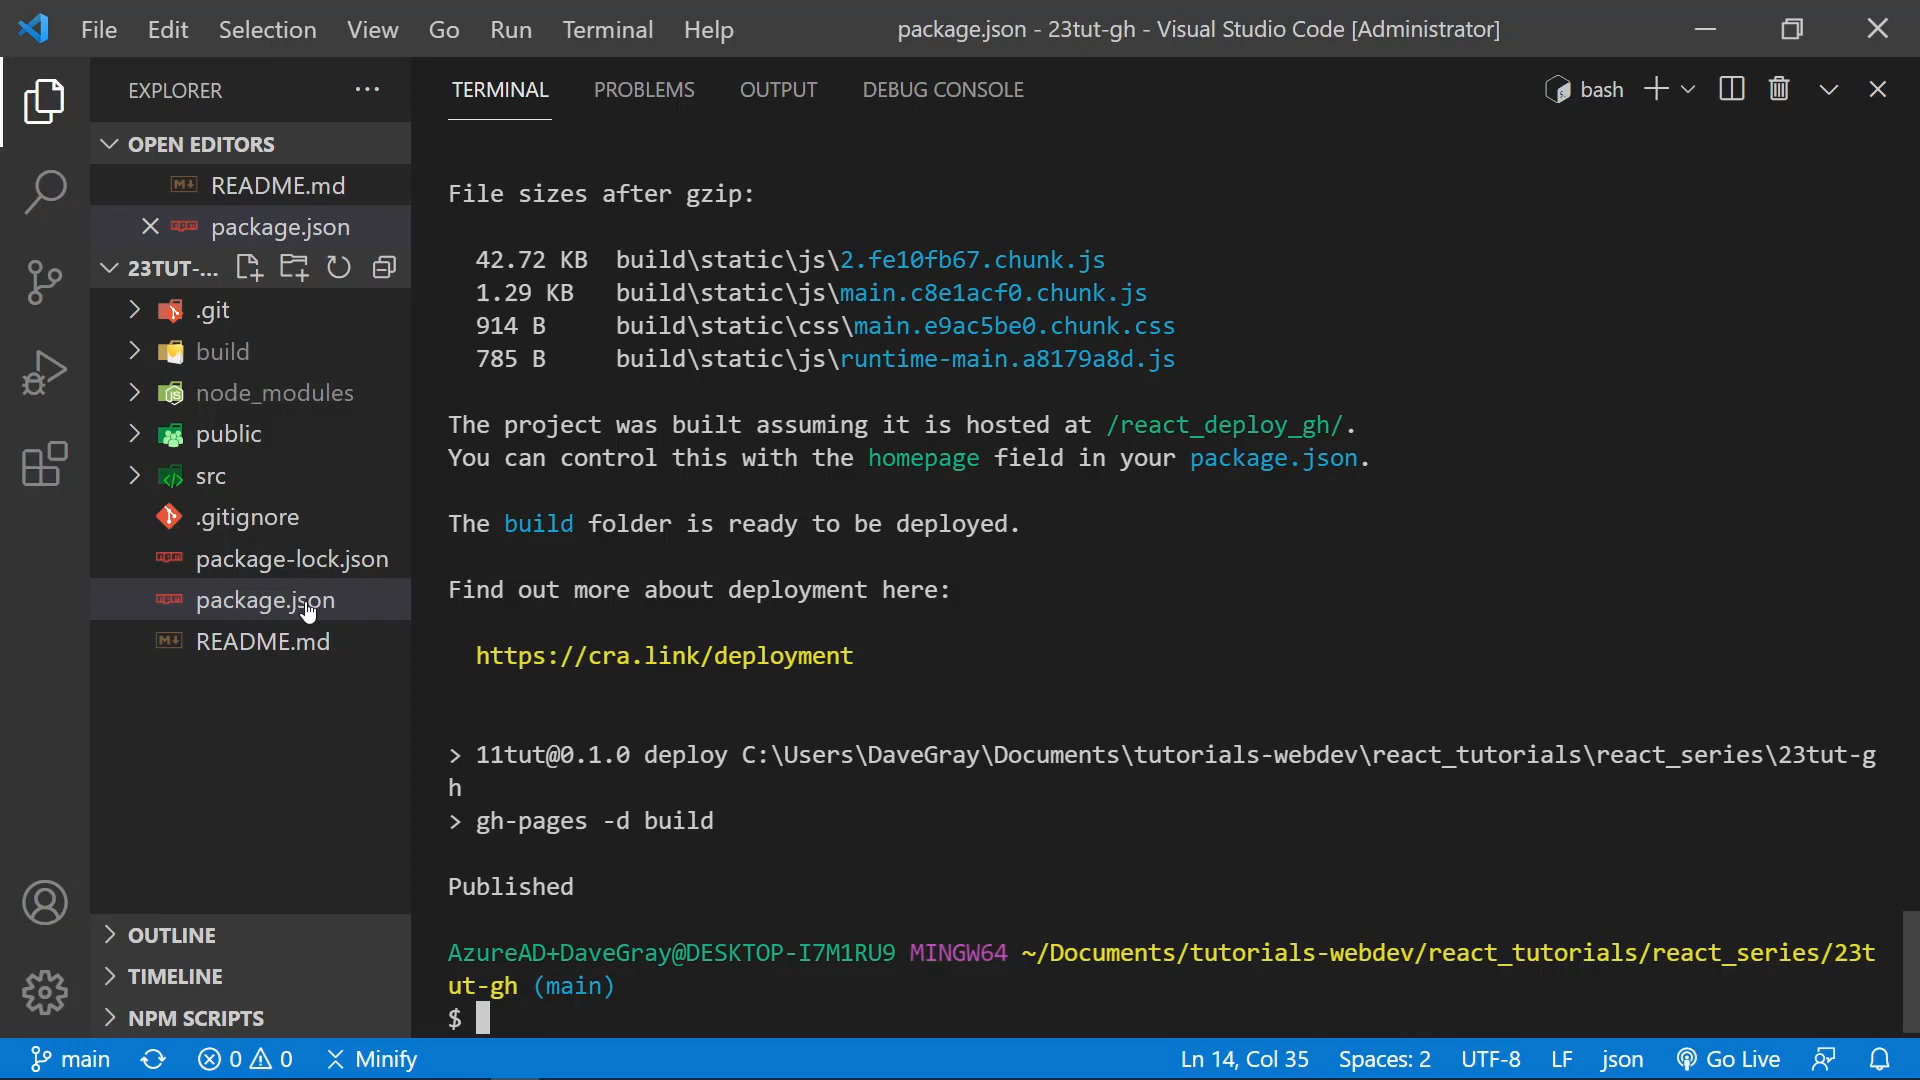 File Edit Selection View Go Run Terminal Help package.json - 23tut-gh - Visual Studio Code [Administrator]
EXPLORER
OPEN EDITORS
README.md
package.json
23TUT-...
.git
build
node_modules
public
src
.gitignore
package-lock.json
package.json
README.md
OUTLINE
TIMELINE
NPM SCRIPTS
TERMINAL PROBLEMS OUTPUT DEBUG CONSOLE bash
File sizes after gzip:
42.72 KB build\static\js\2.fe10fb67.chunk.js
1.29 KB build\static\js\main.c8e1acf0.chunk.js
914 B build\static\css\main.e9ac5be0.chunk.css
785 B build\static\js\runtime-main.a8179a8d.js
The project was built assuming it is hosted at /react_deploy_gh/.
You can control this with the homepage field in your package.json.
The build folder is ready to be deployed.
Find out more about deployment here:
https://cra.link/deployment
> 11tut@0.1.0 deploy C:\Users\DaveGray\Documents\tutorials-webdev\react_tutorials\react_series\23tut-g
h
> gh-pages -d build
Published
AzureAD+DaveGray@DESKTOP-I7M1RU9 MINGW64 ~/Documents/tutorials-webdev/react_tutorials/react_series/23t
ut-gh (main)
$
main 0 0 Minify Ln 14, Col 35 Spaces: 2 UTF-8 LF json Go Live